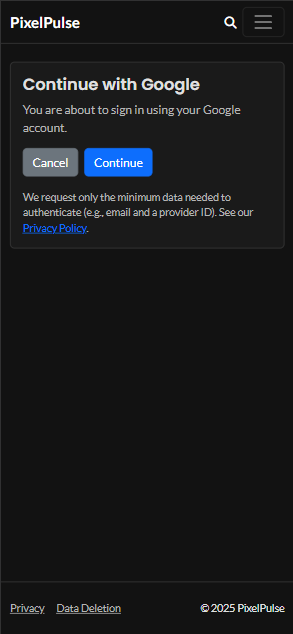 PixelPulse
Continue with Google
You are about to sign in using your Google
account.
Cancel Continue
We request only the minimum data needed to
authenticate (e.g., email and a provider ID). See our
Privacy Policy.
Privacy Data Deletion © 2025 PixelPulse